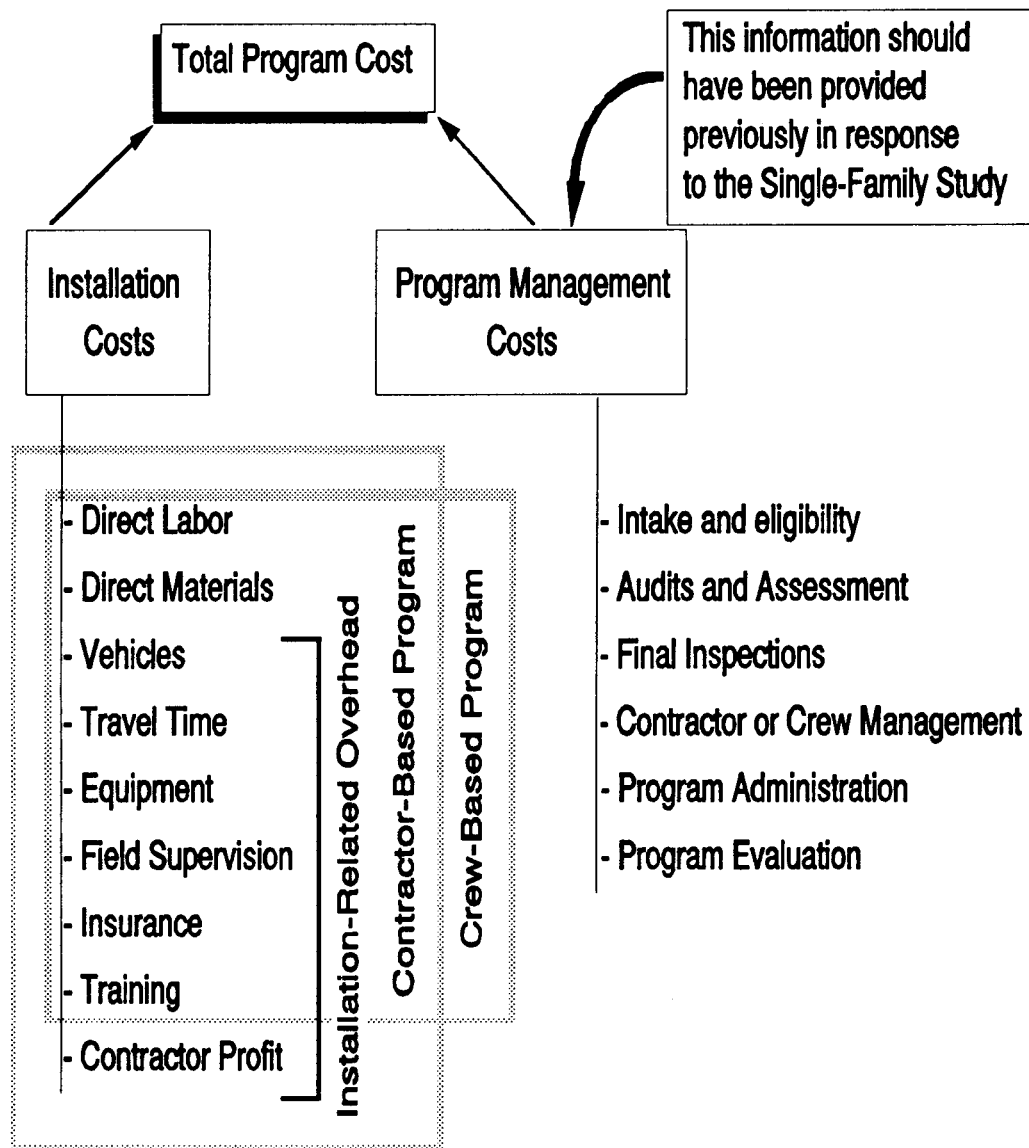 Total Program Cost
This information should
have been provided
previously in response
to the Single-Family Study
Installation
Costs
Program Management
Costs
- Direct Labor
- Direct Materials
- Vehicles
- Travel Time
- Equipment
- Field Supervision
- Insurance
- Training
- Contractor Profit
Installation-Related Overhead
Contractor-Based Program
Crew-Based Program
- Intake and eligibility
- Audits and Assessment
- Final Inspections
- Contractor or Crew Management
- Program Administration
- Program Evaluation